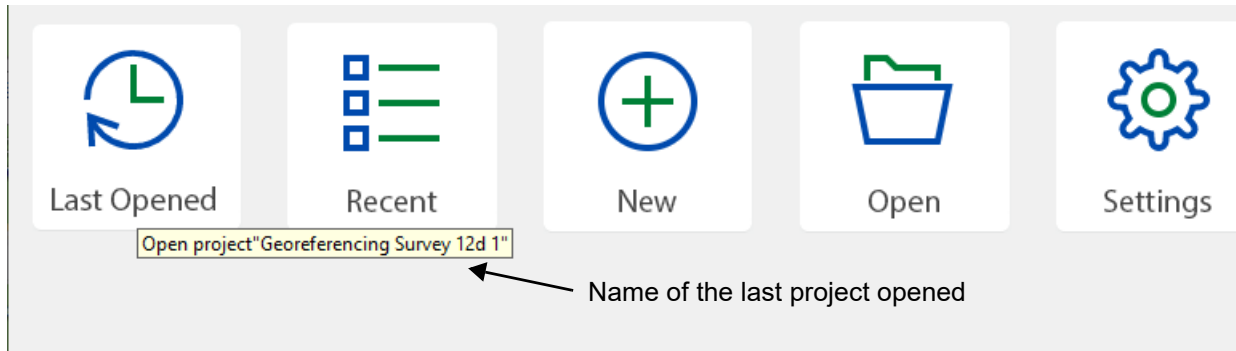 Last Opened
Recent
New
Open
Settings
Open project"Georeferencing Survey 12d 1"
Name of the last project opened